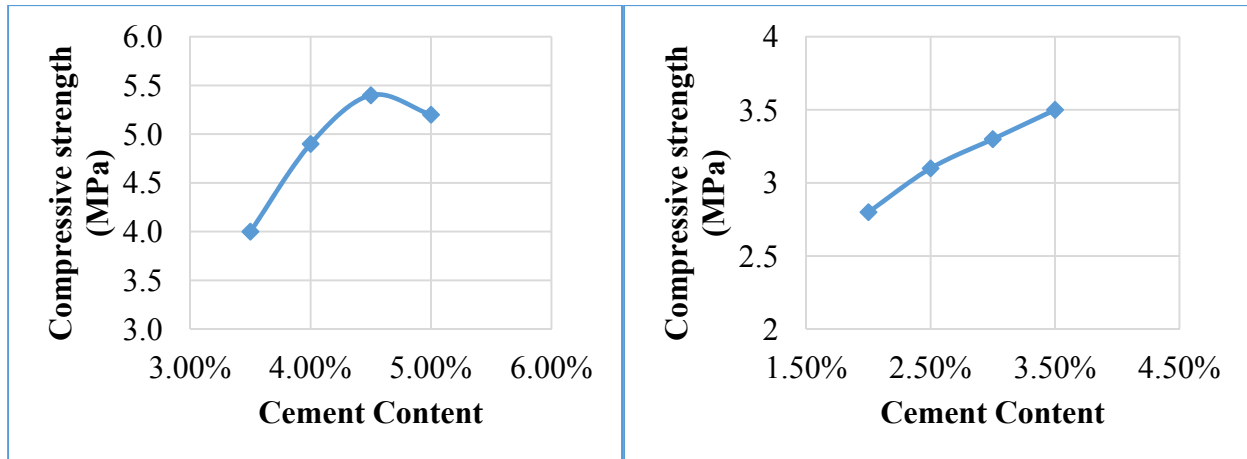 Compressive strength
(MPa)
6.0
5.5
5.0
4.5
4.0
3.5
3.0
3.00% 4.00% 5.00% 6.00%
Cement Content
Compressive strength
(MPa)
4
3.5
3
2.5
2
1.50% 2.50% 3.50% 4.50%
Cement Content